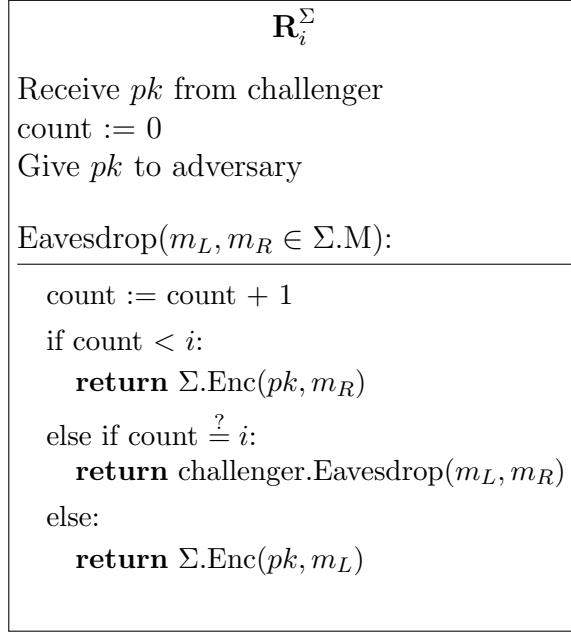 R_i^Σ
Receive pk from challenger
count := 0
Give pk to adversary
Eavesdrop(m_L, m_R ∈ Σ.M):
count := count + 1
if count < i:
return Σ.Enc(pk, m_R)
else if count ≟ i:
return challenger.Eavesdrop(m_L, m_R)
else:
return Σ.Enc(pk, m_L)